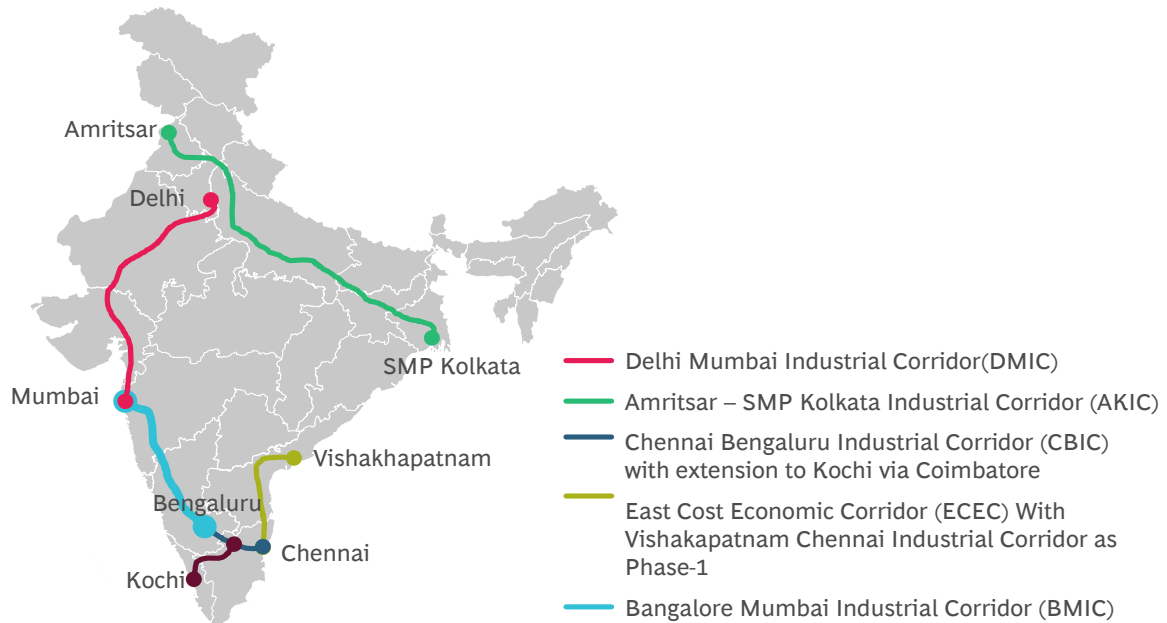 Amritsar
Delhi
SMP Kolkata
Mumbai
Vishakhapatnam
Bengaluru
Chennai
Kochi
Delhi Mumbai Industrial Corridor(DMIC)
Amritsar – SMP Kolkata Industrial Corridor (AKIC)
Chennai Bengaluru Industrial Corridor (CBIC)
with extension to Kochi via Coimbatore
East Cost Economic Corridor (ECEC) With
Vishakapatnam Chennai Industrial Corridor as
Phase-1
Bangalore Mumbai Industrial Corridor (BMIC)